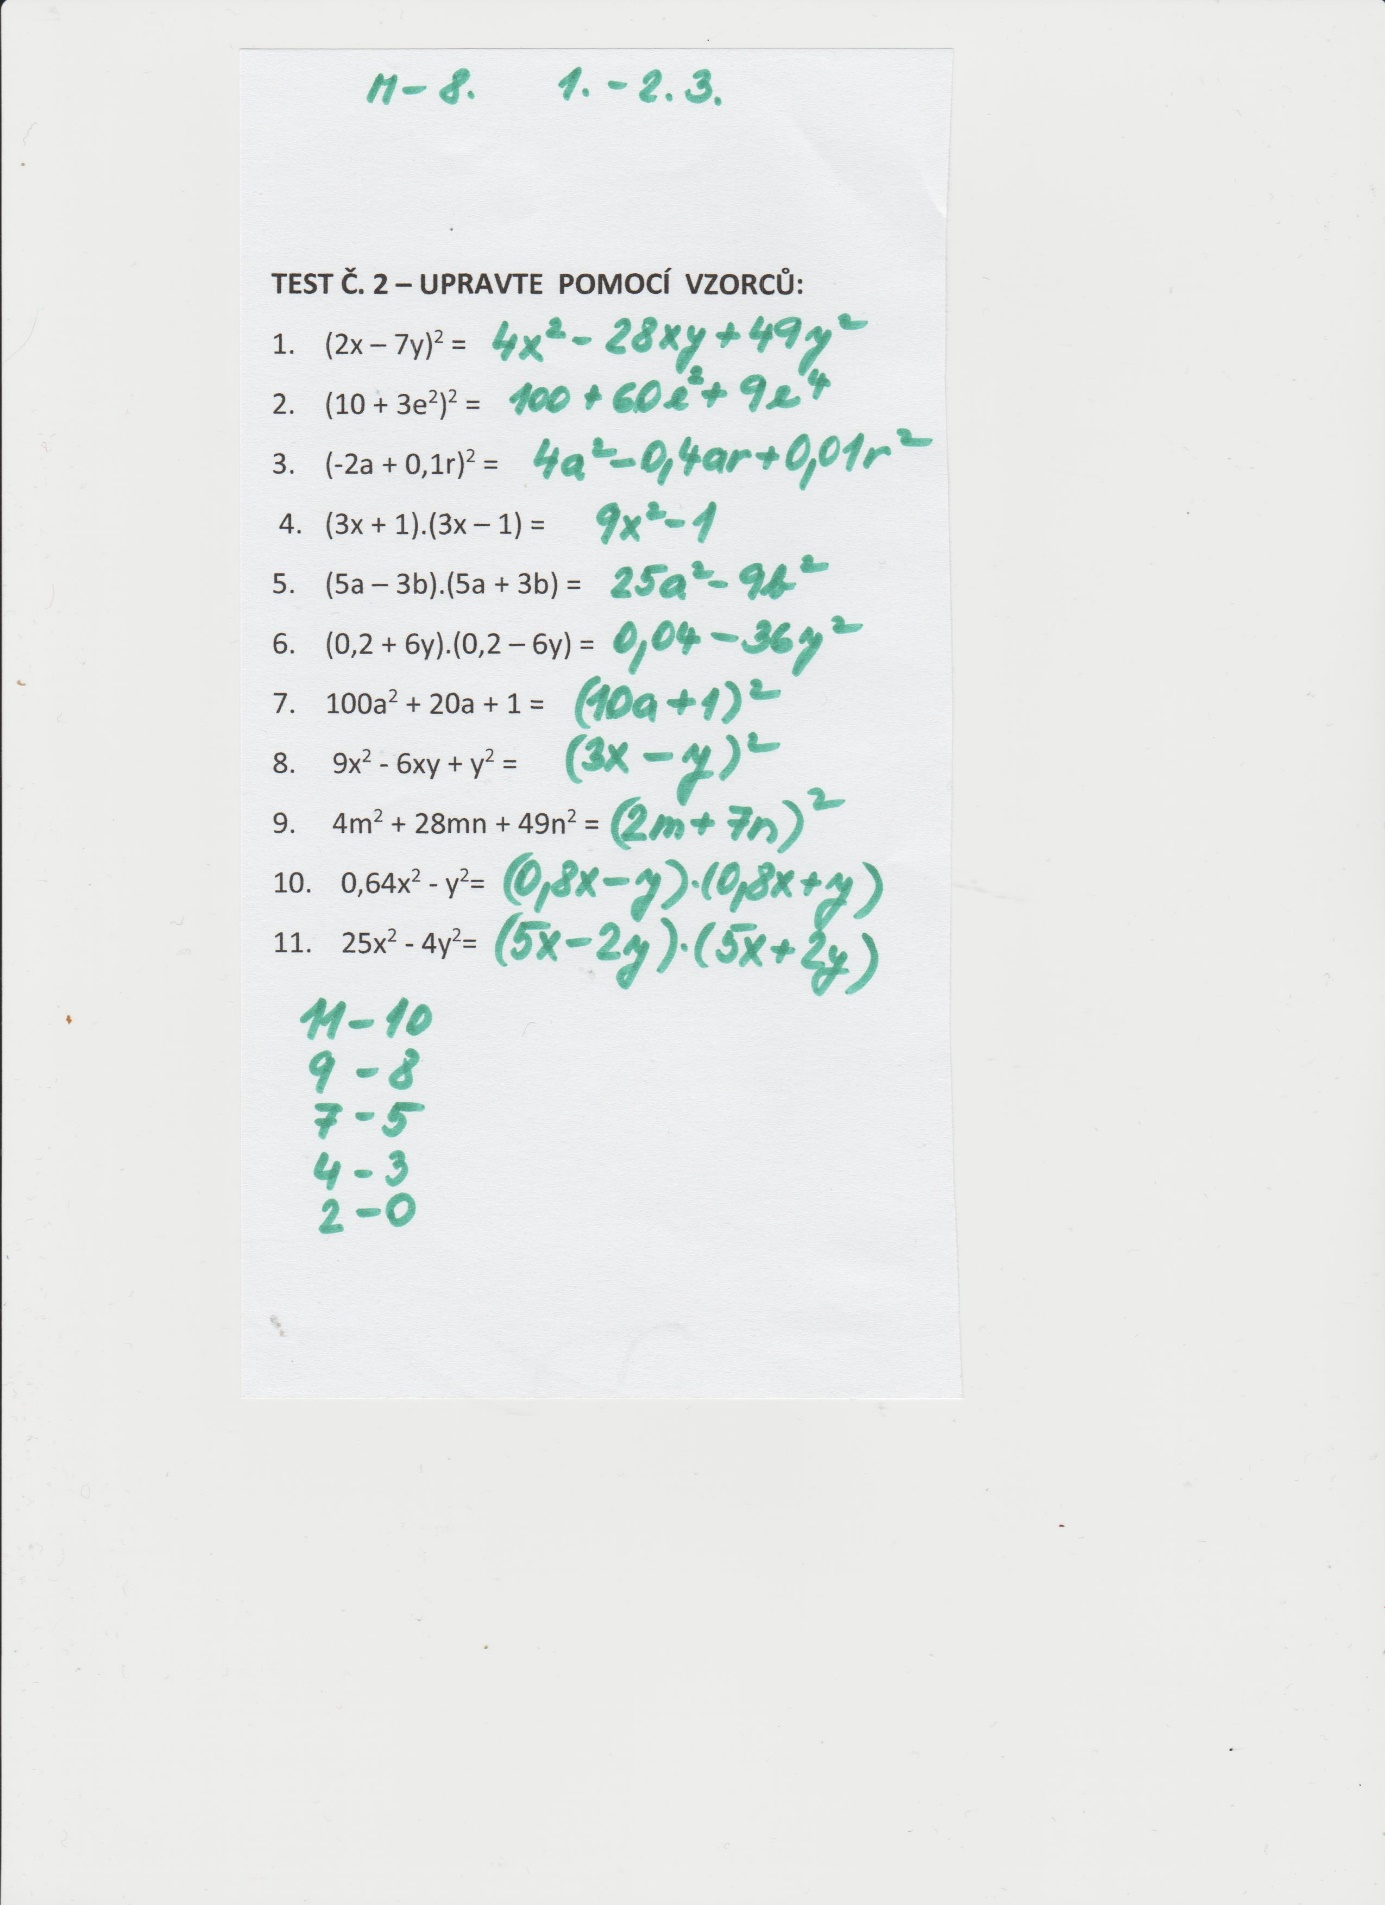 M - 8. 1. - 2. 3.
TEST Č. 2 – UPRAVTE POMOCÍ VZORCŮ:
1. (2x – 7y)² = 4x² - 28xy + 49y²
2. (10 + 3e²)² = 100 + 60e² + 9e⁴
3. (-2a + 0,1r)² = 4a² - 0,4ar + 0,01r²
4. (3x + 1).(3x – 1) = 9x² - 1
5. (5a – 3b).(5a + 3b) = 25a² - 9b²
6. (0,2 + 6y).(0,2 – 6y) = 0,04 - 36y²
7. 100a² + 20a + 1 = (10a + 1)²
8. 9x² - 6xy + y² = (3x - y)²
9. 4m² + 28mn + 49n² = (2m + 7n)²
10. 0,64x² - y²= (0,8x - y)·(0,8x + y)
11. 25x² - 4y²= (5x - 2y)·(5x + 2y)
11 - 10
9 - 8
7 - 5
4 - 3
2 - 0